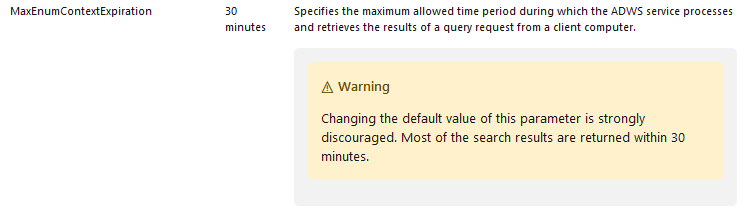 MaxEnumContextExpiration
30
minutes
Specifies the maximum allowed time period during which the ADWS service processes
and retrieves the results of a query request from a client computer.
Warning
Changing the default value of this parameter is strongly
discouraged. Most of the search results are returned within 30
minutes.